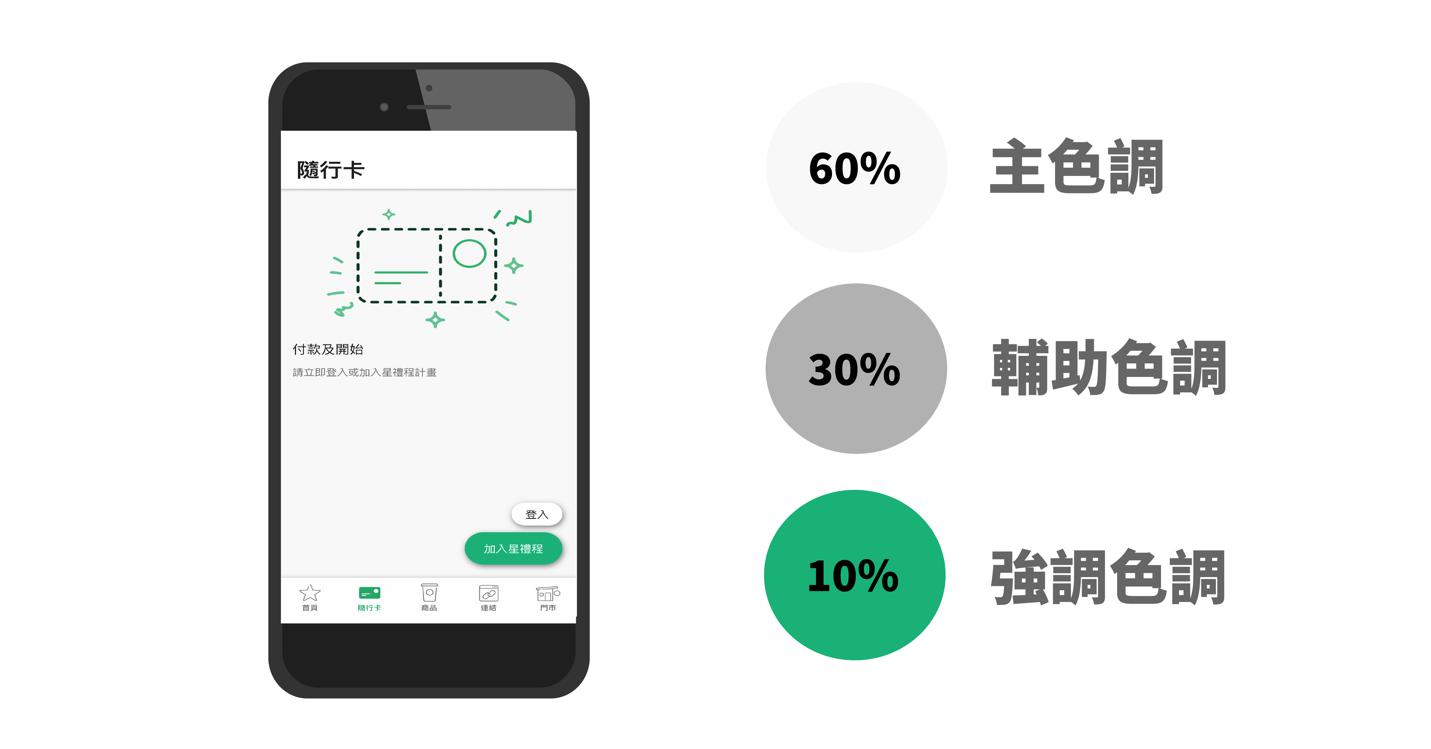 隨行卡
付款及開始
請立即登入或加入星禮程計畫
登入
加入星禮程
首頁
隨行卡
商品
連結
門市
60%
主色調
30%
輔助色調
10%
強調色調